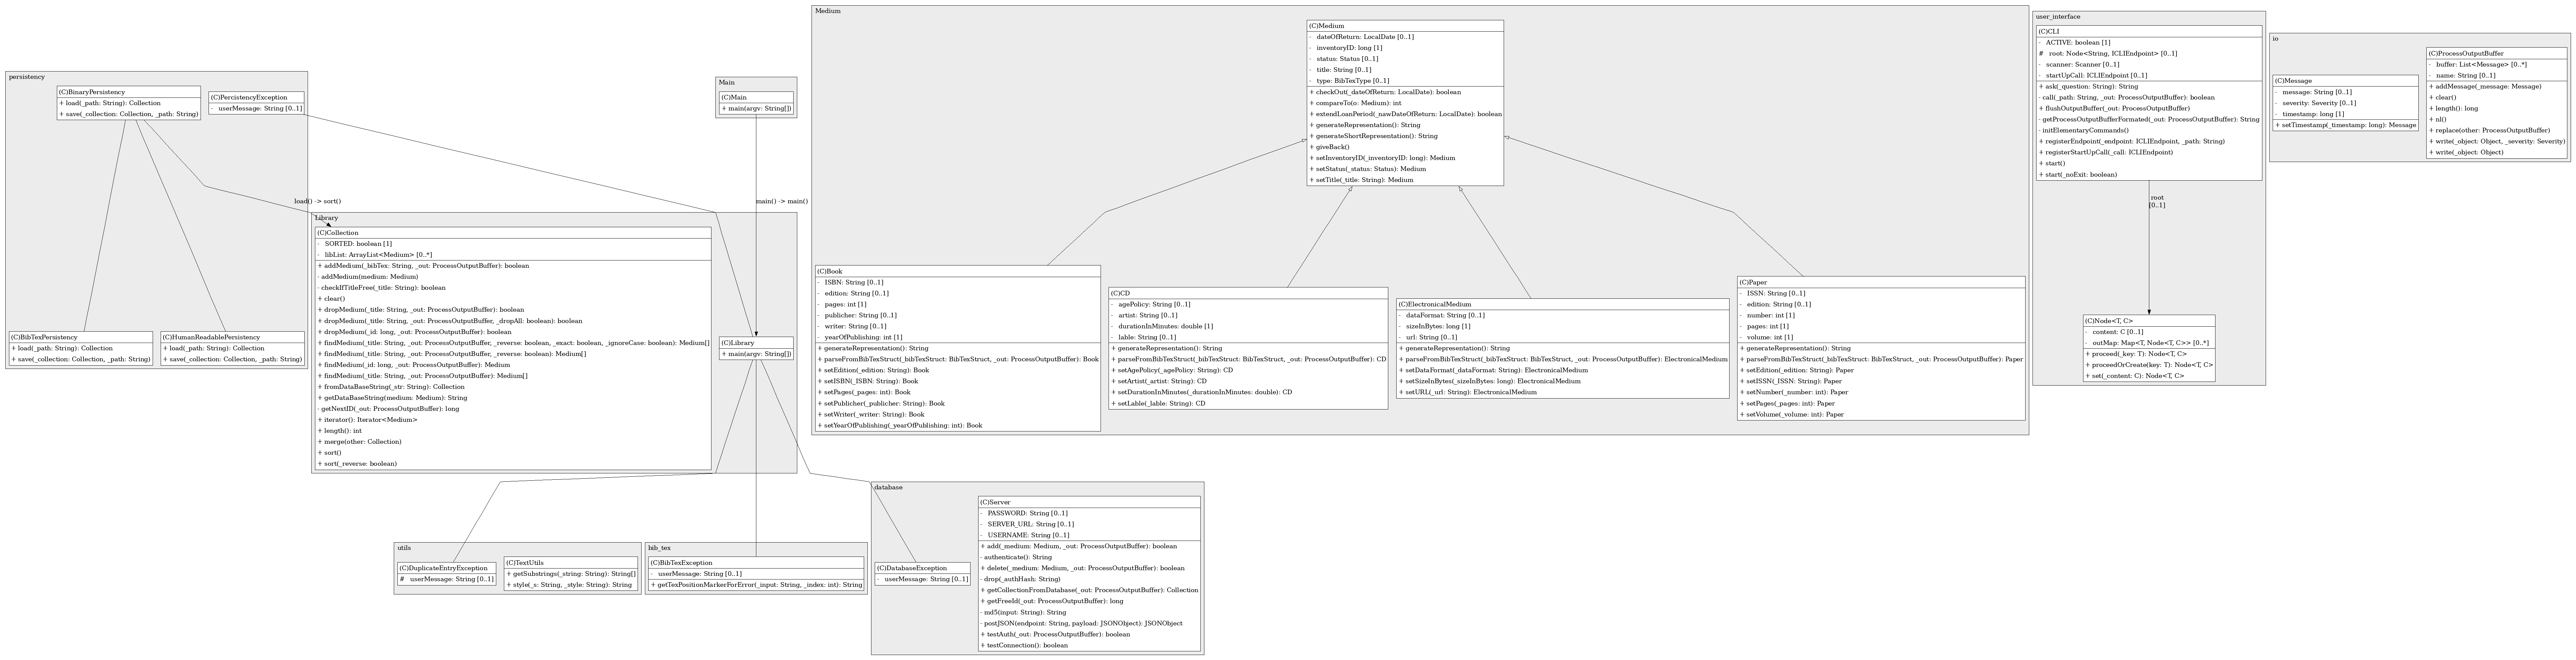 persistency
(C)BinaryPersistency
+ load(_path: String): Collection
+ save(_collection: Collection, _path: String)
(C)PercistencyException
-   userMessage: String [0..1]
(C)BibTexPersistency
+ load(_path: String): Collection
+ save(_collection: Collection, _path: String)
(C)HumanReadablePersistency
+ load(_path: String): Collection
+ save(_collection: Collection, _path: String)
load() -> sort()
Main
(C)Main
+ main(argv: String[])
main() -> main()
Library
(C)Collection
-   SORTED: boolean [1]
-   libList: ArrayList<Medium> [0..*]
+ addMedium(_bibTex: String, _out: ProcessOutputBuffer): boolean
- addMedium(medium: Medium)
- checkIfTitleFree(_title: String): boolean
+ clear()
+ dropMedium(_title: String, _out: ProcessOutputBuffer): boolean
+ dropMedium(_title: String, _out: ProcessOutputBuffer, _dropAll: boolean): boolean
+ dropMedium(_id: long, _out: ProcessOutputBuffer): boolean
+ findMedium(_title: String, _out: ProcessOutputBuffer, _reverse: boolean, _exact: boolean, _ignoreCase: boolean): Medium[]
+ findMedium(_title: String, _out: ProcessOutputBuffer, _reverse: boolean): Medium[]
+ findMedium(_id: long, _out: ProcessOutputBuffer): Medium
+ findMedium(_title: String, _out: ProcessOutputBuffer): Medium[]
+ fromDataBaseString(_str: String): Collection
+ getDataBaseString(medium: Medium): String
- getNextID(_out: ProcessOutputBuffer): long
+ iterator(): Iterator<Medium>
+ length(): int
+ merge(other: Collection)
+ sort()
+ sort(_reverse: boolean)
(C)Library
+ main(argv: String[])
utils
(C)DuplicateEntryException
#   userMessage: String [0..1]
(C)TextUtils
+ getSubstrings(_string: String): String[]
+ style(_s: String, _style: String): String
bib_tex
(C)BibTexException
-   userMessage: String [0..1]
+ getTexPositionMarkerForError(_input: String, _index: int): String
database
(C)DatabaseException
-   userMessage: String [0..1]
(C)Server
-   PASSWORD: String [0..1]
-   SERVER_URL: String [0..1]
-   USERNAME: String [0..1]
+ add(_medium: Medium, _out: ProcessOutputBuffer): boolean
- authenticate(): String
+ delete(_medium: Medium, _out: ProcessOutputBuffer): boolean
- drop(_authHash: String)
+ getCollectionFromDatabase(_out: ProcessOutputBuffer): Collection
+ getFreeId(_out: ProcessOutputBuffer): long
- md5(input: String): String
- postJSON(endpoint: String, payload: JSONObject): JSONObject
+ testAuth(_out: ProcessOutputBuffer): boolean
+ testConnection(): boolean
Medium
(C)Medium
-   dateOfReturn: LocalDate [0..1]
-   inventoryID: long [1]
-   status: Status [0..1]
-   title: String [0..1]
-   type: BibTexType [0..1]
+ checkOut(_dateOfReturn: LocalDate): boolean
+ compareTo(o: Medium): int
+ extendLoanPeriod(_nawDateOfReturn: LocalDate): boolean
+ generateRepresentation(): String
+ generateShortRepresentation(): String
+ giveBack()
+ setInventoryID(_inventoryID: long): Medium
+ setStatus(_status: Status): Medium
+ setTitle(_title: String): Medium
(C)Book
-   ISBN: String [0..1]
-   edition: String [0..1]
-   pages: int [1]
-   publisher: String [0..1]
-   writer: String [0..1]
-   yearOfPublishing: int [1]
+ generateRepresentation(): String
+ parseFromBibTexStruct(_bibTexStruct: BibTexStruct, _out: ProcessOutputBuffer): Book
+ setEdition(_edition: String): Book
+ setISBN(_ISBN: String): Book
+ setPages(_pages: int): Book
+ setPublisher(_publisher: String): Book
+ setWriter(_writer: String): Book
+ setYearOfPublishing(_yearOfPublishing: int): Book
(C)CD
-   agePolicy: String [0..1]
-   artist: String [0..1]
-   durationInMinutes: double [1]
-   lable: String [0..1]
+ generateRepresentation(): String
+ parseFromBibTexStruct(_bibTexStruct: BibTexStruct, _out: ProcessOutputBuffer): CD
+ setAgePolicy(_agePolicy: String): CD
+ setArtist(_artist: String): CD
+ setDurationInMinutes(_durationInMinutes: double): CD
+ setLable(_lable: String): CD
(C)ElectronicalMedium
-   dataFormat: String [0..1]
-   sizeInBytes: long [1]
-   url: String [0..1]
+ generateRepresentation(): String
+ parseFromBibTexStruct(_bibTexStruct: BibTexStruct, _out: ProcessOutputBuffer): ElectronicalMedium
+ setDataFormat(_dataFormat: String): ElectronicalMedium
+ setSizeInBytes(_sizeInBytes: long): ElectronicalMedium
+ setURL(_url: String): ElectronicalMedium
(C)Paper
-   ISSN: String [0..1]
-   edition: String [0..1]
-   number: int [1]
-   pages: int [1]
-   volume: int [1]
+ generateRepresentation(): String
+ parseFromBibTexStruct(_bibTexStruct: BibTexStruct, _out: ProcessOutputBuffer): Paper
+ setEdition(_edition: String): Paper
+ setISSN(_ISSN: String): Paper
+ setNumber(_number: int): Paper
+ setPages(_pages: int): Paper
+ setVolume(_volume: int): Paper
user_interface
(C)CLI
-   ACTIVE: boolean [1]
#   root: Node<String, ICLIEndpoint> [0..1]
-   scanner: Scanner [0..1]
-   startUpCall: ICLIEndpoint [0..1]
+ ask(_question: String): String
- call(_path: String, _out: ProcessOutputBuffer): boolean
+ flushOutputBuffer(_out: ProcessOutputBuffer)
- getProcessOutputBufferFormated(_out: ProcessOutputBuffer): String
- initElementaryCommands()
+ registerEndpoint(_endpoint: ICLIEndpoint, _path: String)
+ registerStartUpCall(_call: ICLIEndpoint)
+ start()
+ start(_noExit: boolean)
root
[0..1]
(C)Node<T, C>
-   content: C [0..1]
-   outMap: Map<T, Node<T, C>> [0..*]
+ proceed(_key: T): Node<T, C>
+ proceedOrCreate(key: T): Node<T, C>
+ set(_content: C): Node<T, C>
io
(C)Message
-   message: String [0..1]
-   severity: Severity [0..1]
-   timestamp: long [1]
+ setTimestamp(_timestamp: long): Message
(C)ProcessOutputBuffer
-   buffer: List<Message> [0..*]
-   name: String [0..1]
+ addMessage(_message: Message)
+ clear()
+ length(): long
+ nl()
+ replace(other: ProcessOutputBuffer)
+ write(_object: Object, _severity: Severity)
+ write(_object: Object)